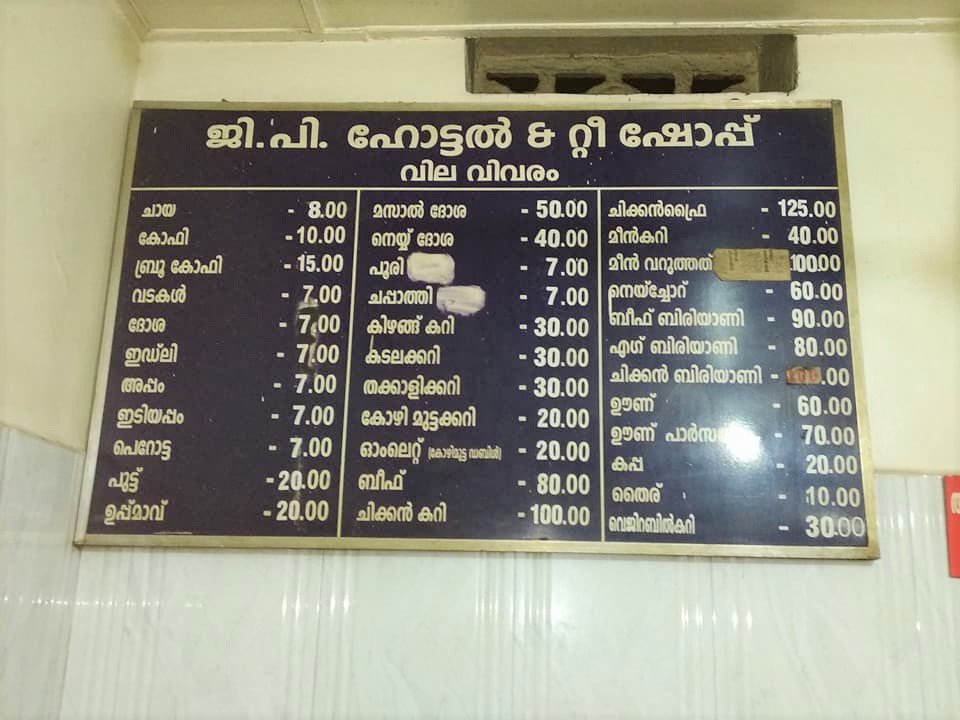 ജി.പി. ഹോട്ടൽ & റ്റീ ഷോപ്പ്
വില വിവരം
ചായ - 8.00
കോഫി - 10.00
ബ്രൂ കോഫി - 15.00
വടകൾ - 7.00
ദോശ - 7.00
ഇഡ്ലി - 7.00
അപ്പം - 7.00
ഇടിയപ്പം - 7.00
പെറോട്ട - 7.00
പുട്ട് - 20.00
ഉപ്പ്മാവ് - 20.00
മസാല്‍ ദോശ - 50.00
നെയ്യ് ദോശ - 40.00
പൂരി - 7.00
ചപ്പാത്തി - 7.00
കിഴങ്ങ് കറി - 30.00
കടലക്കറി - 30.00
തക്കാളിക്കറി - 30.00
കോഴി മുട്ടക്കറി - 20.00
ഓംലെറ്റ് (കോഴിമുട്ട ഡബിൾ) - 20.00
ബീഫ് - 80.00
ചിക്കൻ കറി - 100.00
ചിക്കൻഫ്രൈ - 125.00
മീൻകറി - 40.00
മീൻ വറുത്തത് 100.00
നെയ്ച്ചോറ് - 60.00
ബീഫ് ബിരിയാണി - 90.00
എഗ് ബിരിയാണി - 80.00
ചിക്കൻ ബിരിയാണി - .00
ഊണ് - 60.00
ഊണ് - 70.00
കപ്പ - 20.00
തൈര് - 10.00
വെജിറബിൽകറി - 30.00